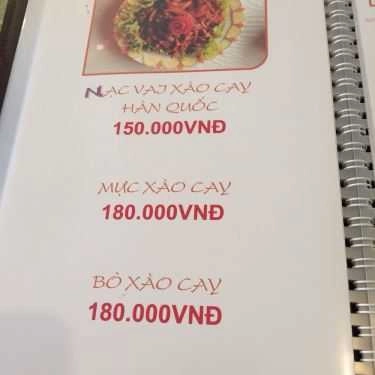 NẠC VAI XÀO CAY
HÀN QUỐC
150.000VNĐ
MỰC XÀO CAY
180.000VNĐ
BÒ XÀO CAY
180.000VNĐ